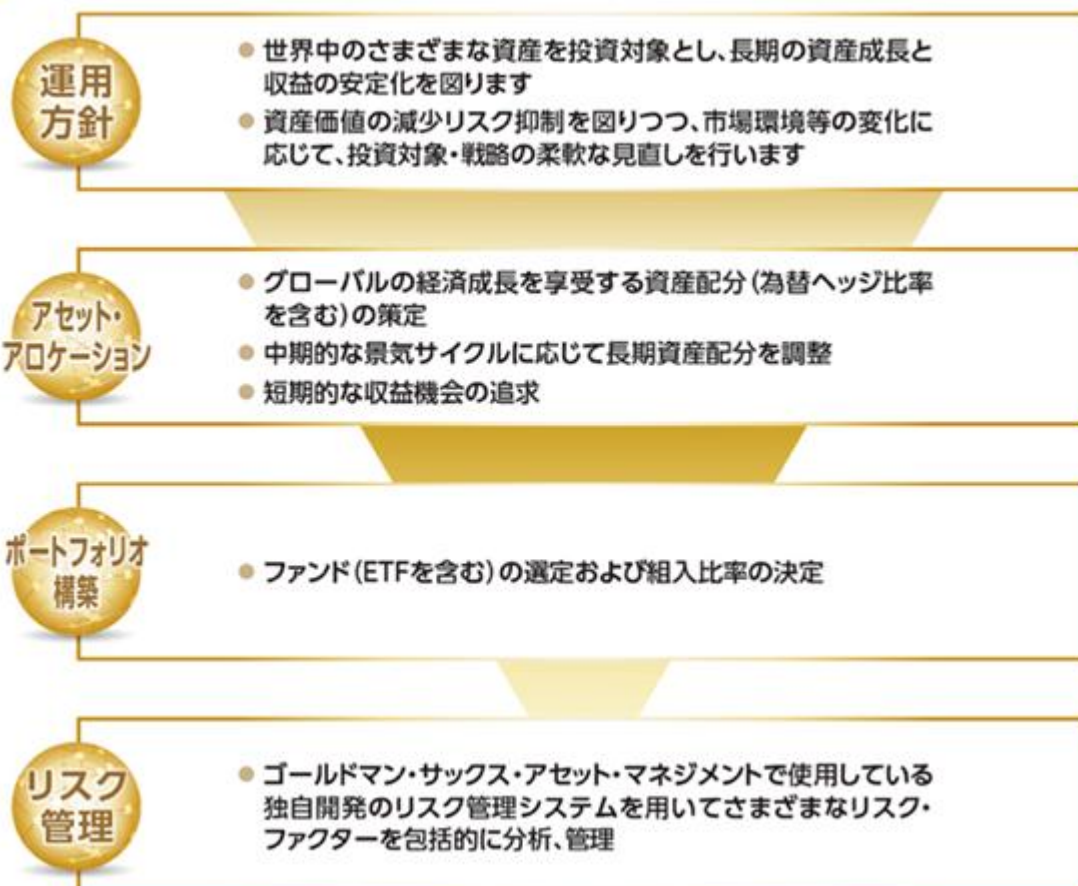 運用
方針
● 世界中のさまざまな資産を投資対象とし、長期の資産成長と
収益の安定化を図ります
● 資産価値の減少リスク抑制を図りつつ、市場環境等の変化に
応じて、投資対象・戦略の柔軟な見直しを行います
アセット・
アロケーション
● グローバルの経済成長を享受する資産配分(為替ヘッジ比率
を含む)の策定
● 中期的な景気サイクルに応じて長期資産配分を調整
● 短期的な収益機会の追求
ポートフォリオ
構築
● ファンド(ETFを含む)の選定および組入比率の決定
リスク
管理
● ゴールドマン・サックス・アセット・マネジメントで使用している
独自開発のリスク管理システムを用いてさまざまなリスク・
ファクターを包括的に分析、管理